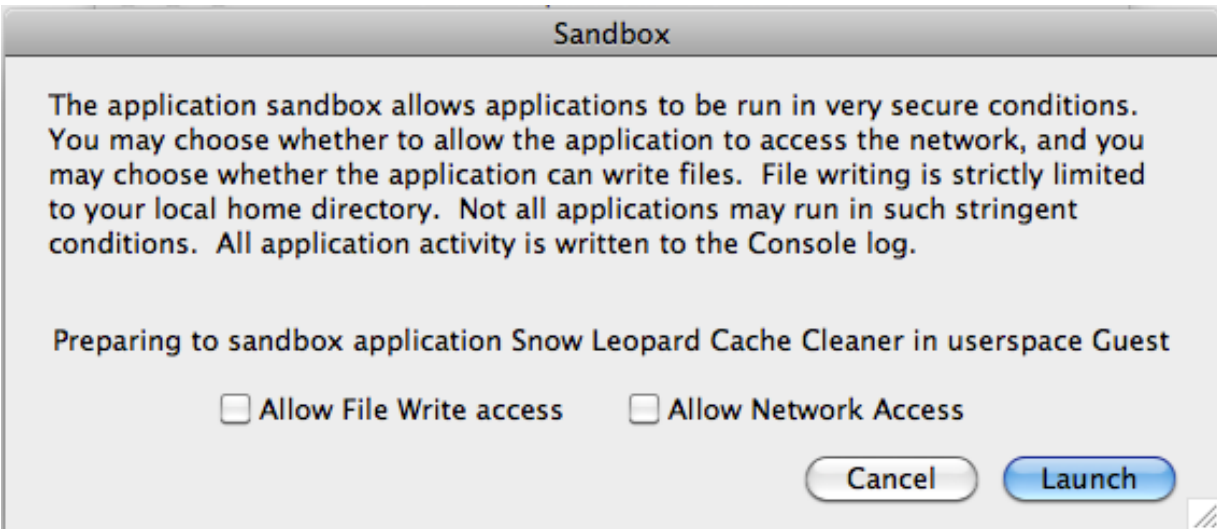 Sandbox
The application sandbox allows applications to be run in very secure conditions.
You may choose whether to allow the application to access the network, and you
may choose whether the application can write files.  File writing is strictly limited
to your local home directory.  Not all applications may run in such stringent
conditions.  All application activity is written to the Console log.
Preparing to sandbox application Snow Leopard Cache Cleaner in userspace Guest
Allow File Write access Allow Network Access
Cancel Launch